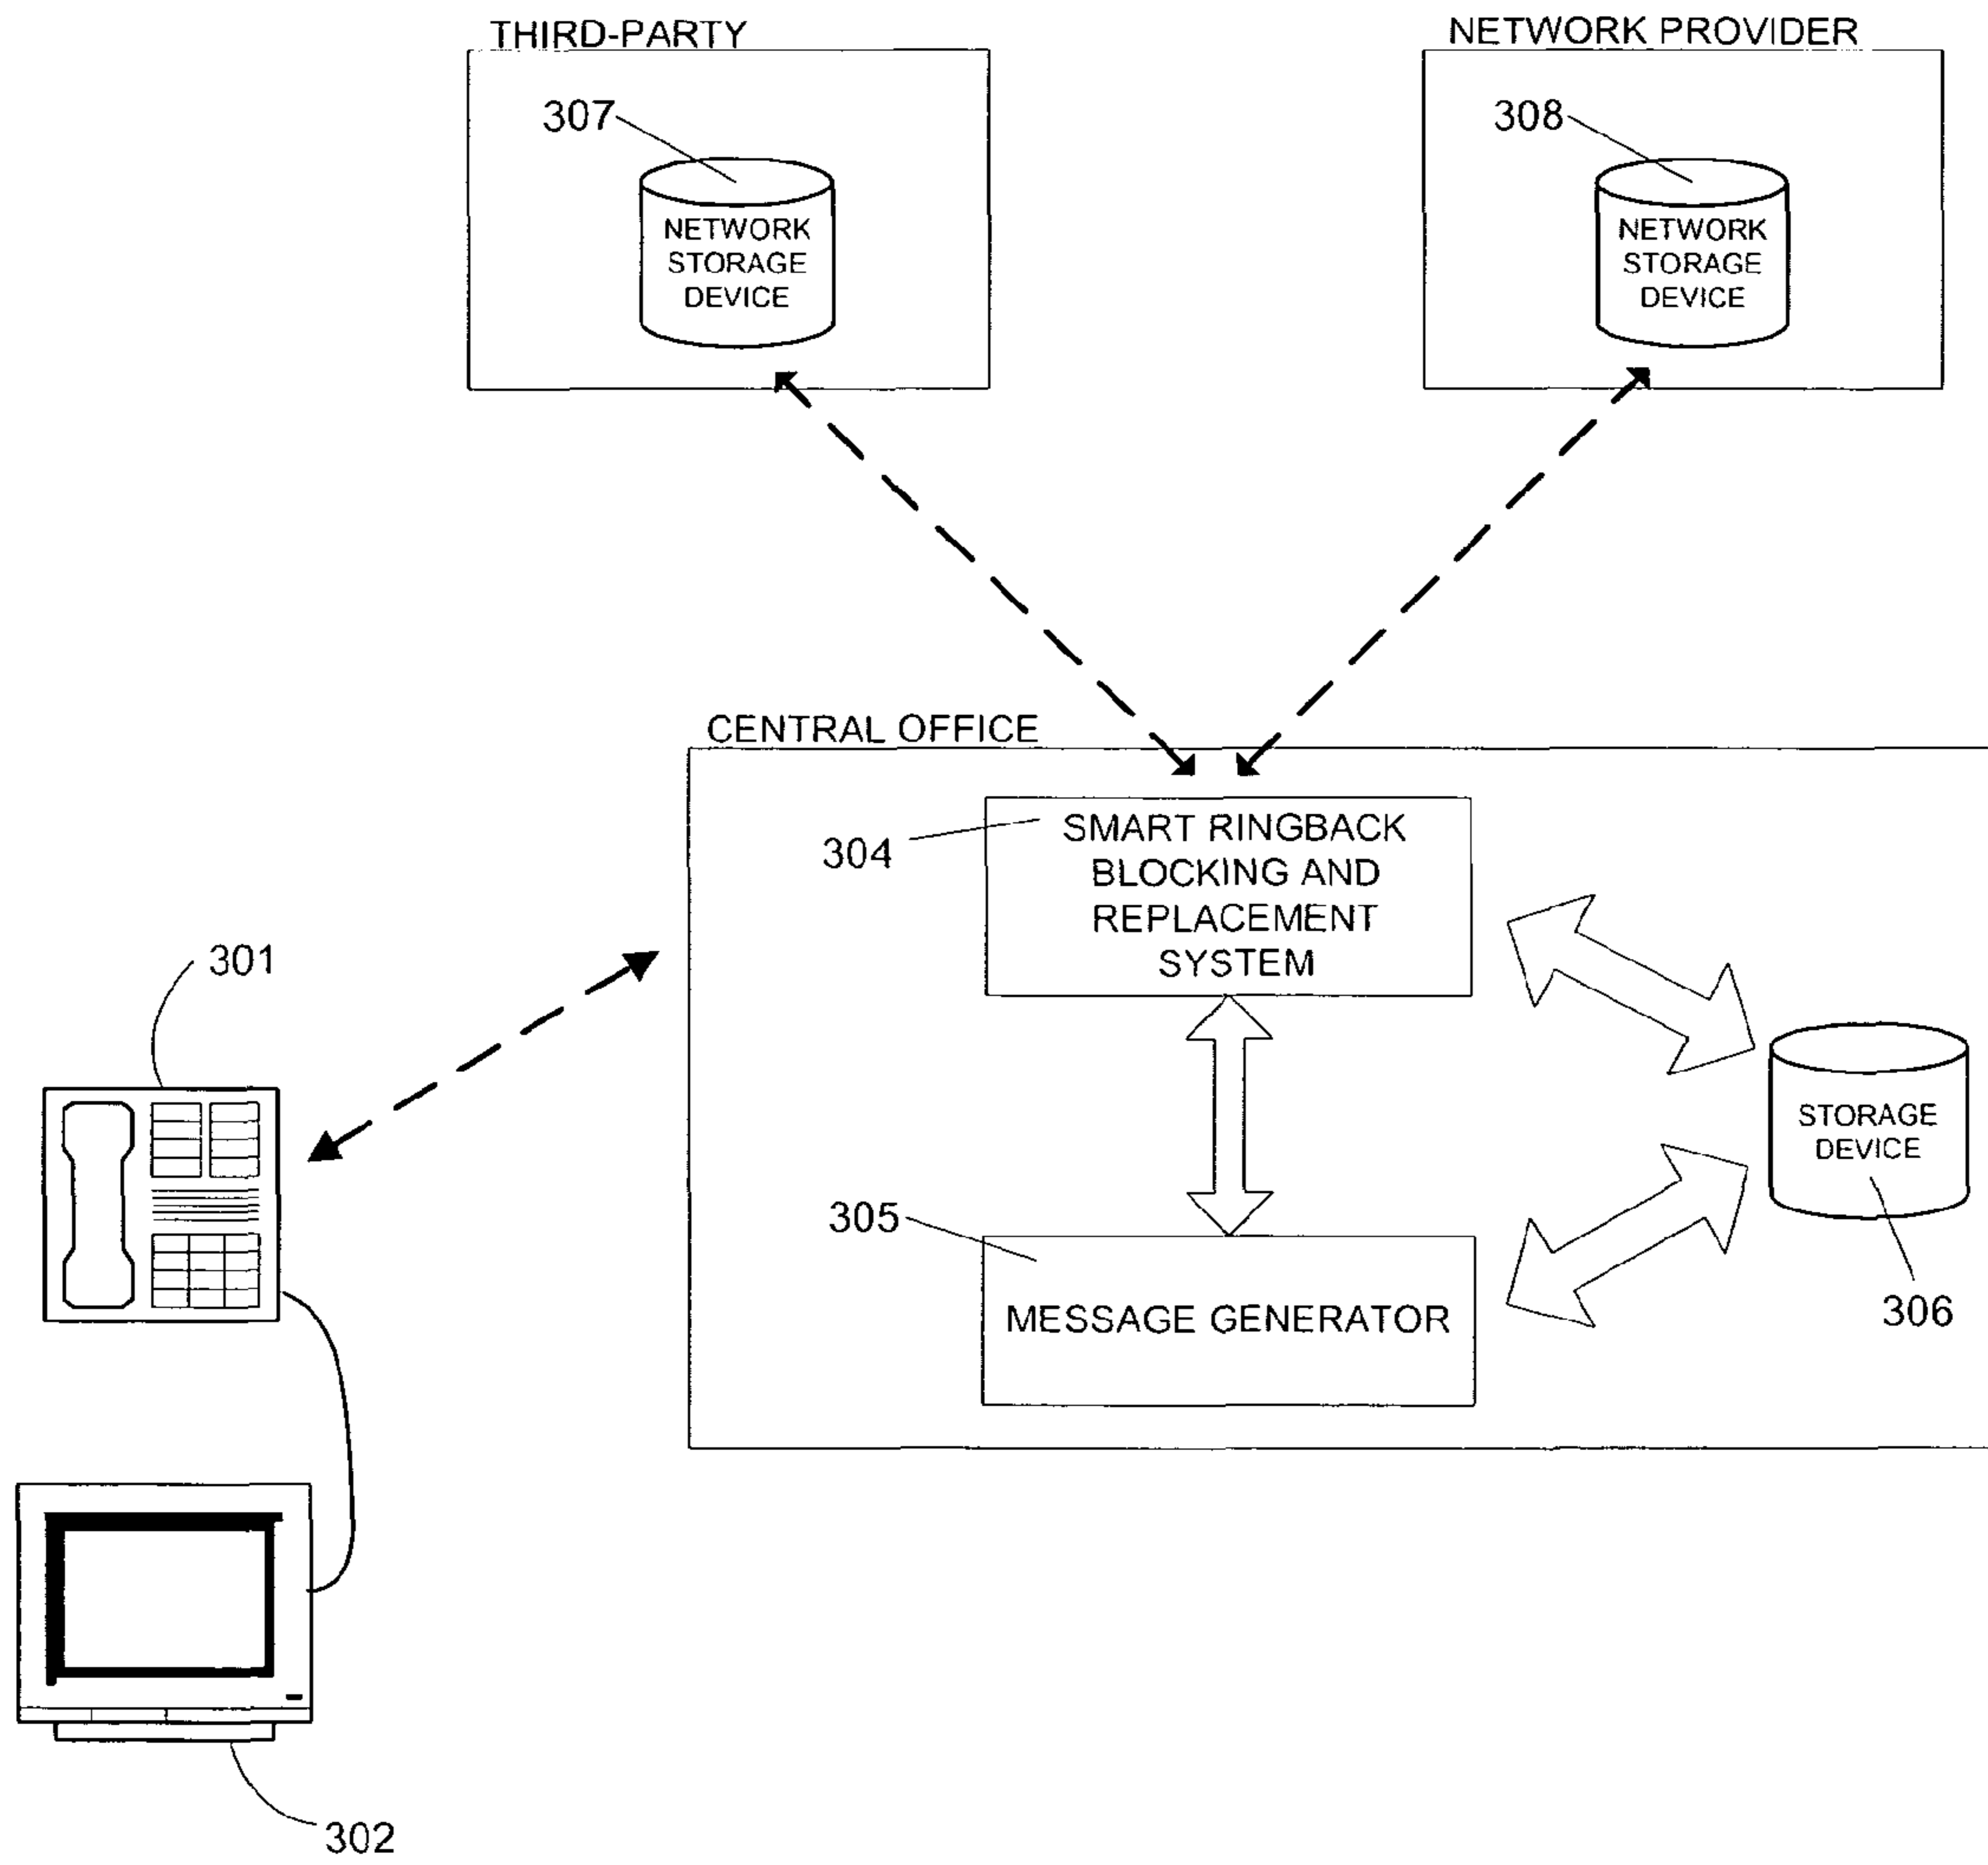 THIRD-PARTY
307
NETWORK
STORAGE
DEVICE
NETWORK PROVIDER
308
NETWORK
STORAGE
DEVICE
CENTRAL OFFICE
304
SMART RINGBACK
BLOCKING AND
REPLACEMENT
SYSTEM
301
STORAGE
DEVICE
306
305
MESSAGE GENERATOR
302